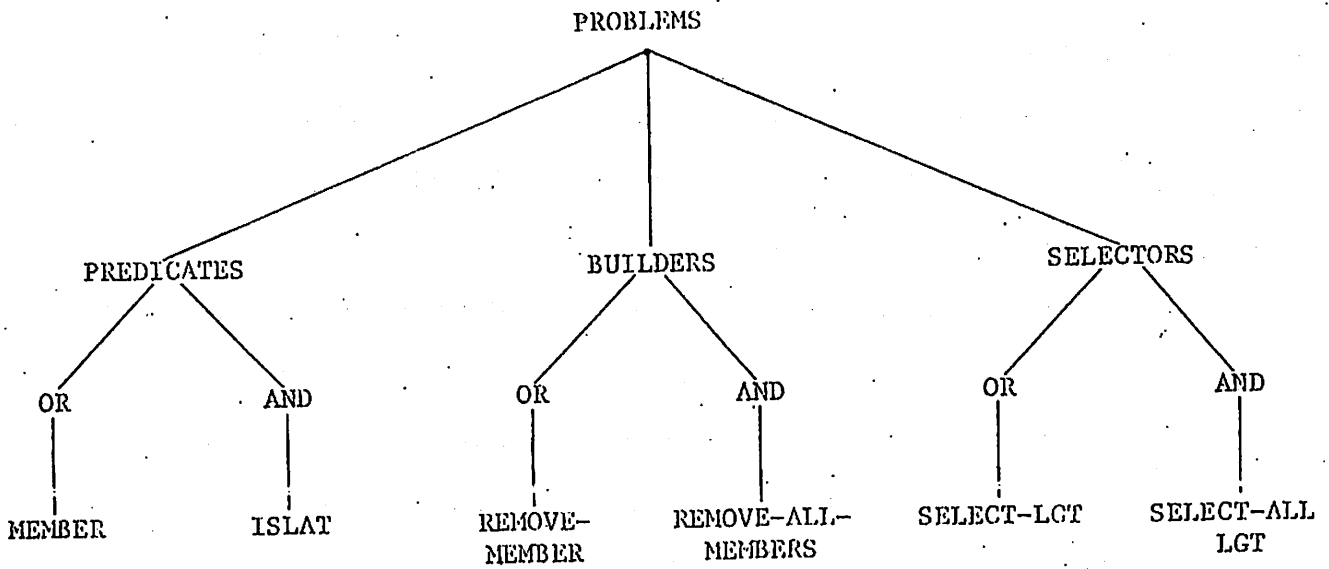 PROBLEMS
PREDICATES
BUILDERS
SELECTORS
OR
AND
OR
AND
OR
AND
MEMBER
ISLAT
REMOVE-
MEMBER
REMOVE-ALL-
MEMBERS
SELECT-LGT
SELECT-ALL
LGT